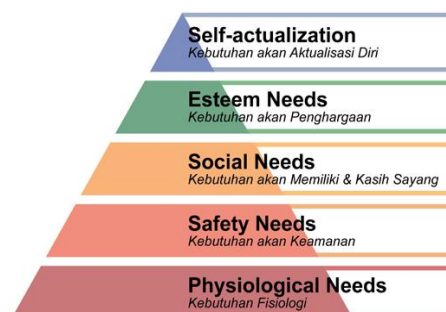 Self-actualization
Kebutuhan akan Aktualisasi Diri
Esteem Needs
Kebutuhan akan Penghargaan
Social Needs
Kebutuhan akan Memiliki & Kasih Sayang
Safety Needs
Kebutuhan akan Keamanan
Physiological Needs
Kebutuhan Fisiologi